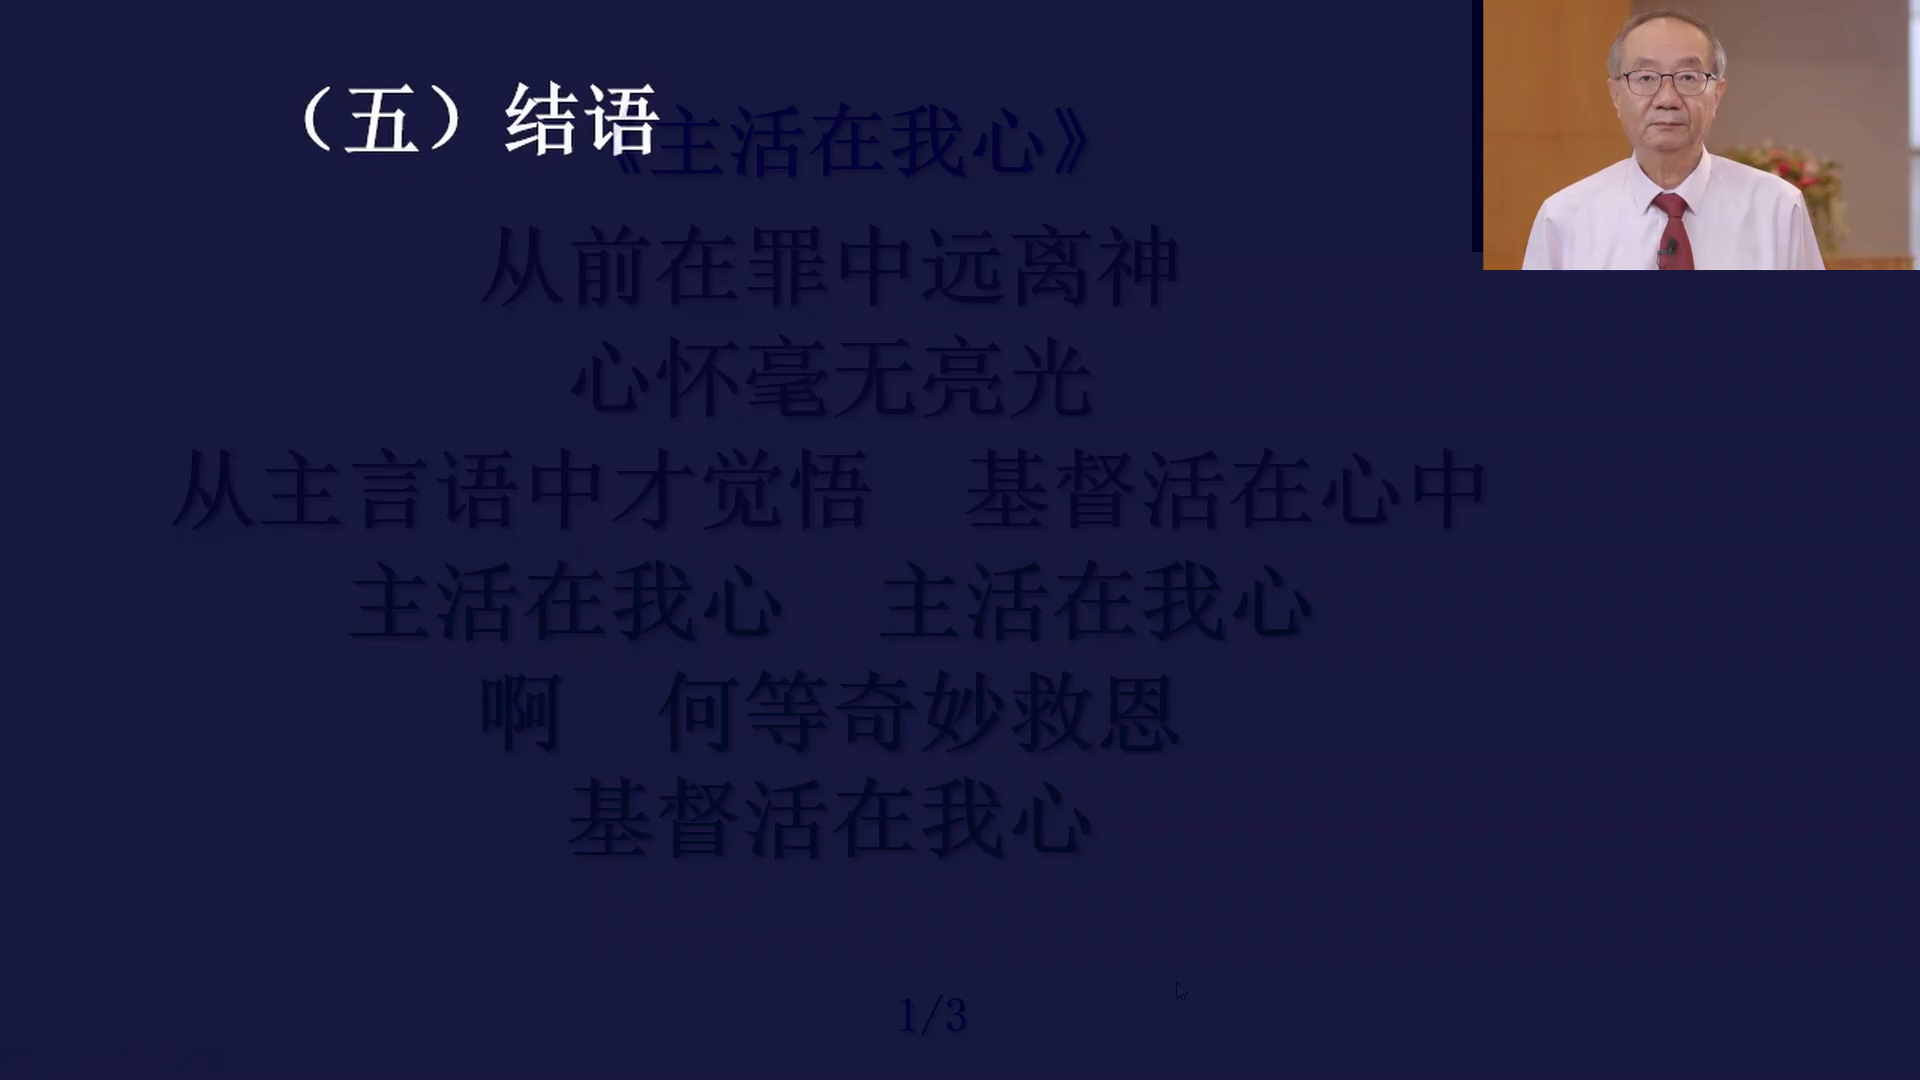 （五）结语
《主活在我心》
从前在罪中远离神
心怀毫无亮光
从主言语中才觉悟　基督活在心中
主活在我心　主活在我心
啊　何等奇妙救恩
基督活在我心
1/3